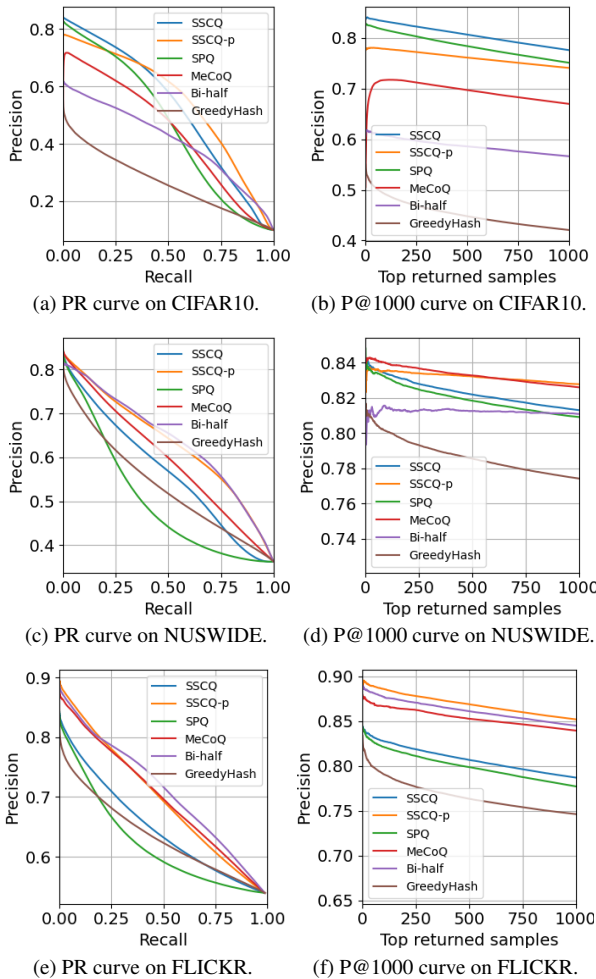 0.8
0.6
0.4
0.2
Precision
SSCQ
SSCQ-p
SPQ
MeCoQ
Bi-half
GreedyHash
0.00 0.25 0.50 0.75 1.00
Recall
(a) PR curve on CIFAR10.
0.8
0.7
0.6
0.5
0.4
Precision
SSCQ
SSCQ-p
SPQ
MeCoQ
Bi-half
GreedyHash
0 250 500 750 1000
Top returned samples
(b) P@1000 curve on CIFAR10.
0.8
0.7
0.6
0.5
0.4
Precision
SSCQ
SSCQ-p
SPQ
MeCoQ
Bi-half
GreedyHash
0.00 0.25 0.50 0.75 1.00
Recall
(c) PR curve on NUSWIDE.
0.84
0.82
0.80
0.78
0.76
0.74
Precision
SSCQ
SSCQ-p
SPQ
MeCoQ
Bi-half
GreedyHash
0 250 500 750 1000
Top returned samples
(d) P@1000 curve on NUSWIDE.
0.9
0.8
0.7
0.6
Precision
SSCQ
SSCQ-p
SPQ
MeCoQ
Bi-half
GreedyHash
0.00 0.25 0.50 0.75 1.00
Recall
(e) PR curve on FLICKR.
0.90
0.85
0.80
0.75
0.70
0.65
Precision
SSCQ
SSCQ-p
SPQ
MeCoQ
Bi-half
GreedyHash
0 250 500 750 1000
Top returned samples
(f) P@1000 curve on FLICKR.